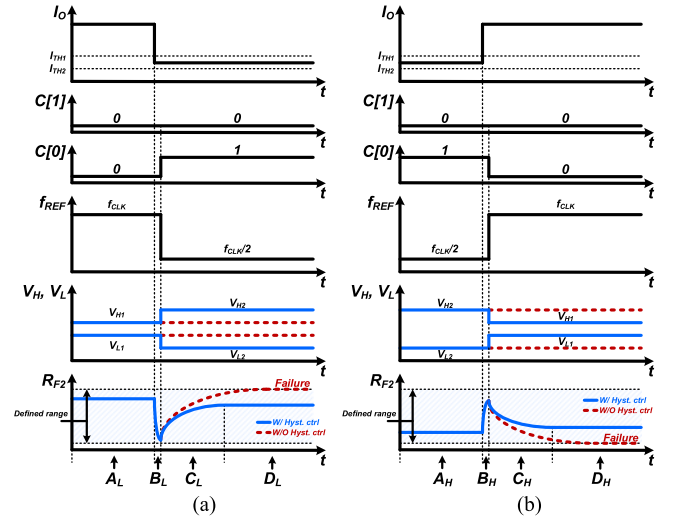 I_O
I_TH1
I_TH2
t
C[1]
0 0
t
C[0]
0 1
t
f_REF
f_CLK
f_CLK/2
t
V_H, V_L
V_H1 V_H2
V_L1 V_L2
t
R_F2
Failure
Defined range
W/ Hyst. ctrl
W/O Hyst. ctrl
t
A_L B_L C_L D_L
(a)
I_O
I_TH1
I_TH2
t
C[1]
0 0
t
C[0]
1 0
t
f_REF
f_CLK
f_CLK/2
t
V_H, V_L
V_H2 V_H1
V_L2 V_L1
t
R_F2
W/ Hyst. ctrl
W/O Hyst. ctrl
Defined range
Failure
t
A_H B_H C_H D_H
(b)